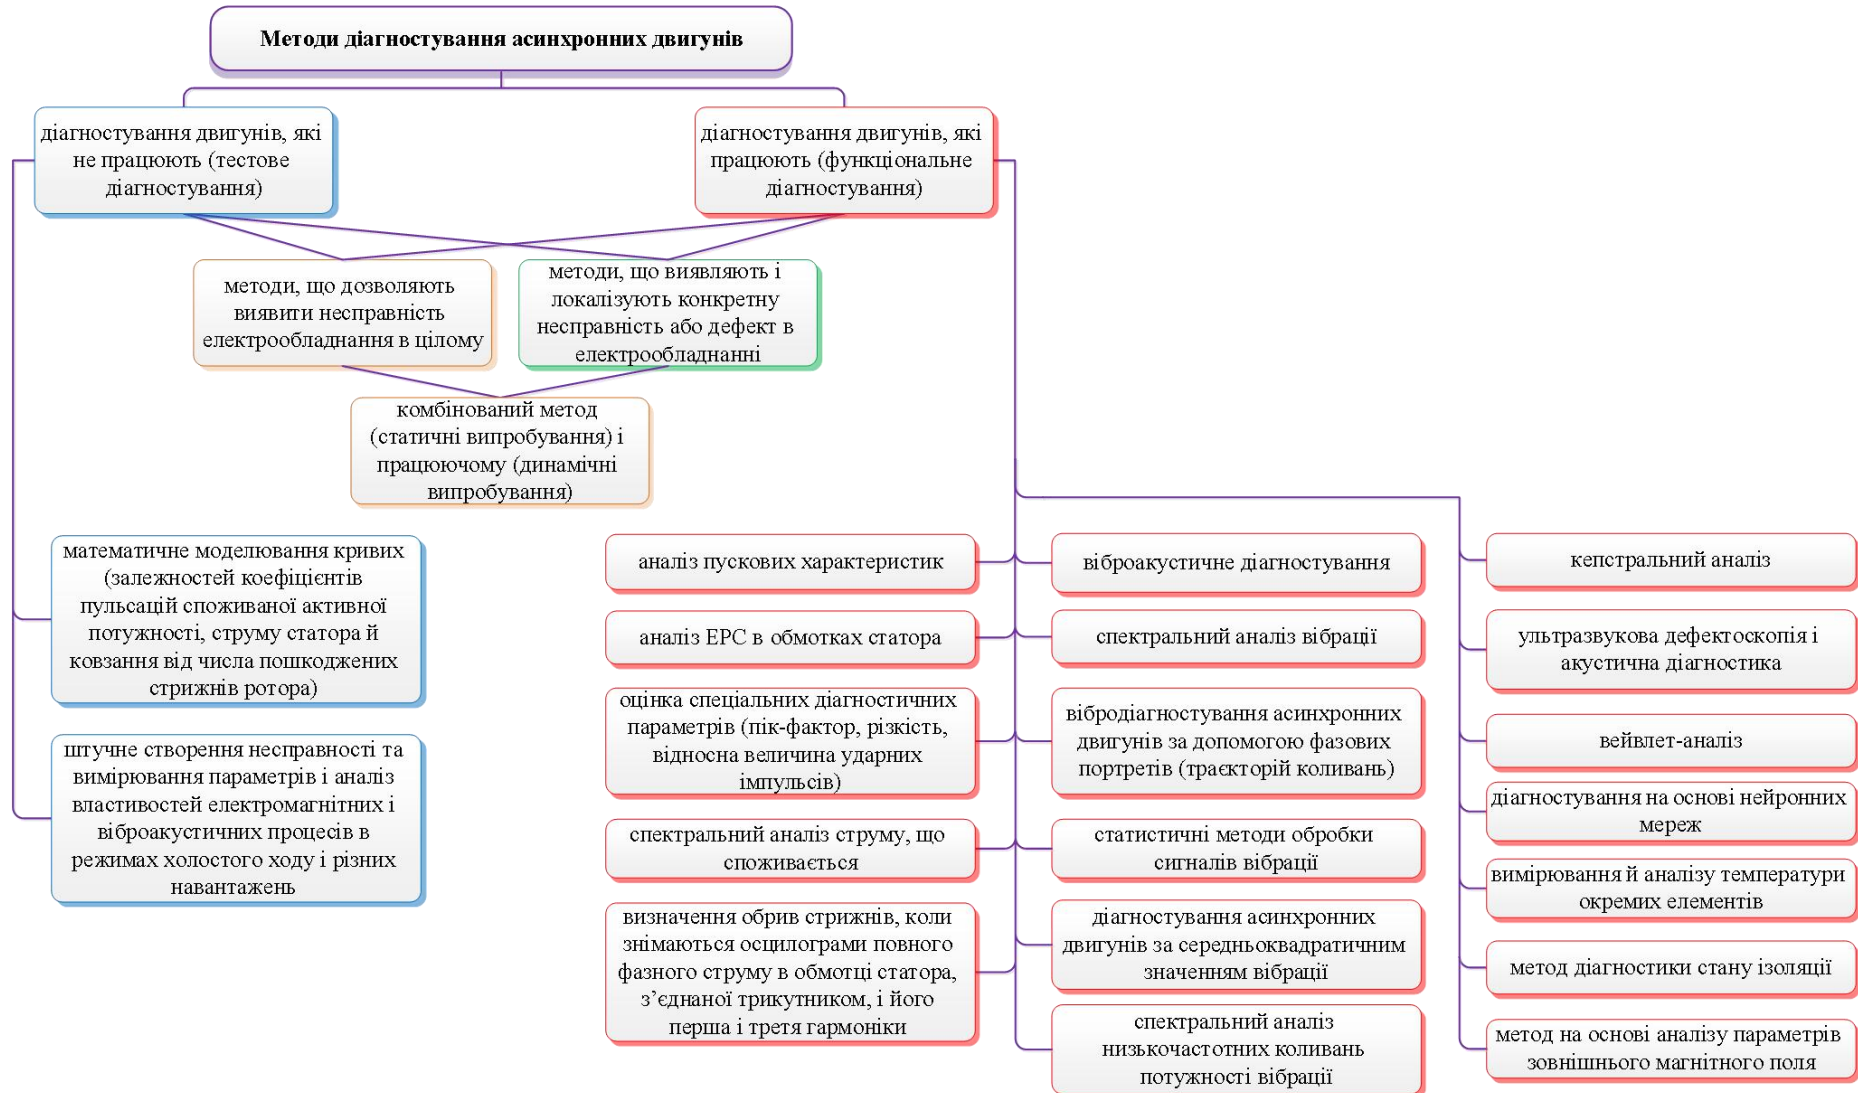 Методи діагностування асинхронних двигунів
діагностування двигунів, які
не працюють (тестове
діагностування)
діагностування двигунів, які
працюють (функціональне
діагностування)
методи, що дозволяють
виявити несправність
електрообладнання в цілому
методи, що виявляють і
локалізують конкретну
несправність або дефект в
електрообладнанні
комбінований метод
(статичні випробування) і
працюючому (динамічні
випробування)
математичне моделювання кривих
(залежностей коефіцієнтів
пульсацій споживаної активної
потужності, струму статора й
ковзання від числа пошкоджених
стрижнів ротора)
штучне створення несправності та
вимірювання параметрів і аналіз
властивостей електромагнітних і
віброакустичних процесів в
режимах холостого ходу і різних
навантажень
аналіз пускових характеристик
аналіз ЕРС в обмотках статора
оцінка спеціальних діагностичних
параметрів (пік-фактор, різкість,
відносна величина ударних
імпульсів)
спектральний аналіз струму, що
споживається
визначення обрив стрижнів, коли
знімаються осцилограми повного
фазного струму в обмотці статора,
з’єднаної трикутником, і його
перша і третя гармоніки
віброакустичне діагностування
спектральний аналіз вібрації
вібродіагностування асинхронних
двигунів за допомогою фазових
портретів (траєкторій коливань)
статистичні методи обробки
сигналів вібрації
діагностування асинхронних
двигунів за середньоквадратичним
значенням вібрації
спектральний аналіз
низькочастотних коливань
потужності вібрації
кепстральний аналіз
ультразвукова дефектоскопія і
акустична діагностика
вейвлет-аналіз
діагностування на основі нейронних
мереж
вимірювання й аналізу температури
окремих елементів
метод діагностики стану ізоляції
метод на основі аналізу параметрів
зовнішнього магнітного поля